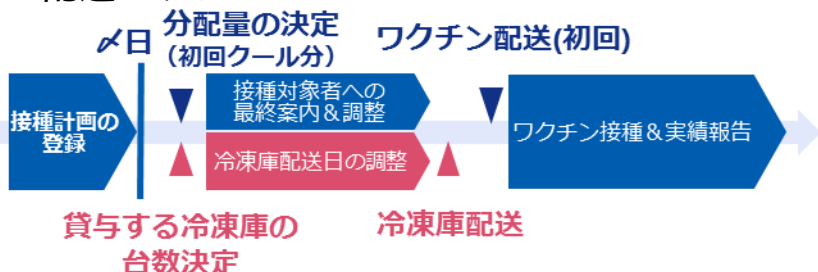 〆日
分配量の決定
（初回クール分）
ワクチン配送(初回)
接種計画の
登録
接種対象者への
最終案内＆調整
冷凍庫配送日の調整
ワクチン接種＆実績報告
貸与する冷凍庫の
台数決定
冷凍庫配送